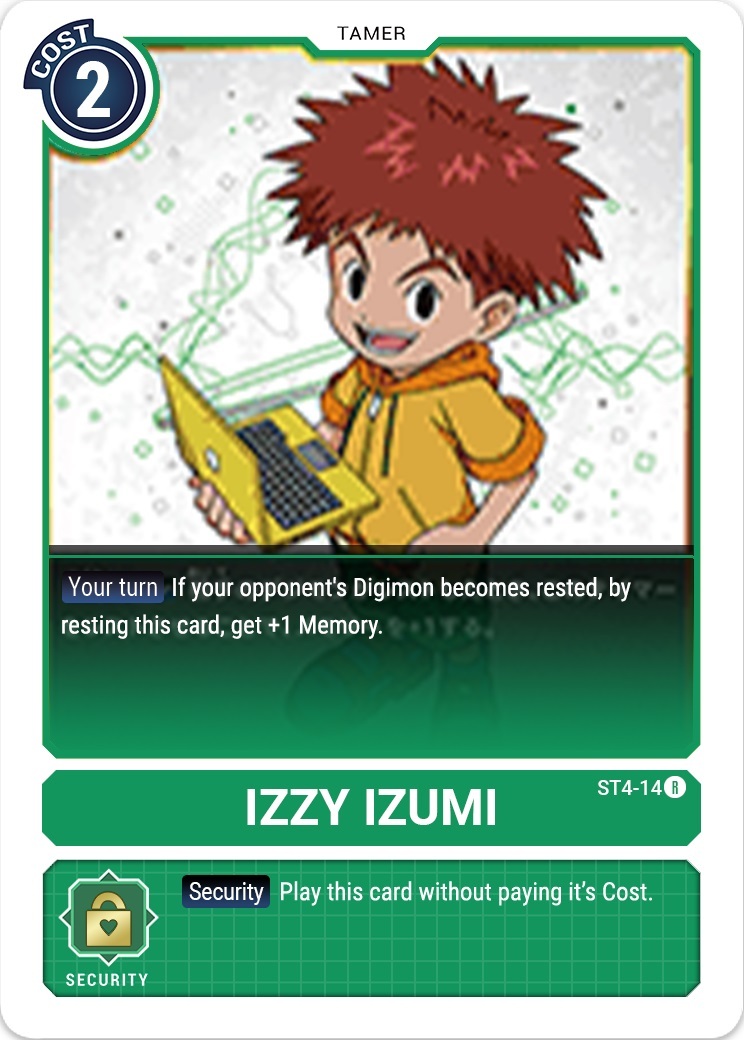 TAMER
COST
2
Your turn If your opponent's Digimon becomes rested, by
resting this card, get +1 Memory.
IZZY IZUMI
ST4-14 R
Security Play this card without paying it’s Cost.
SECURITY